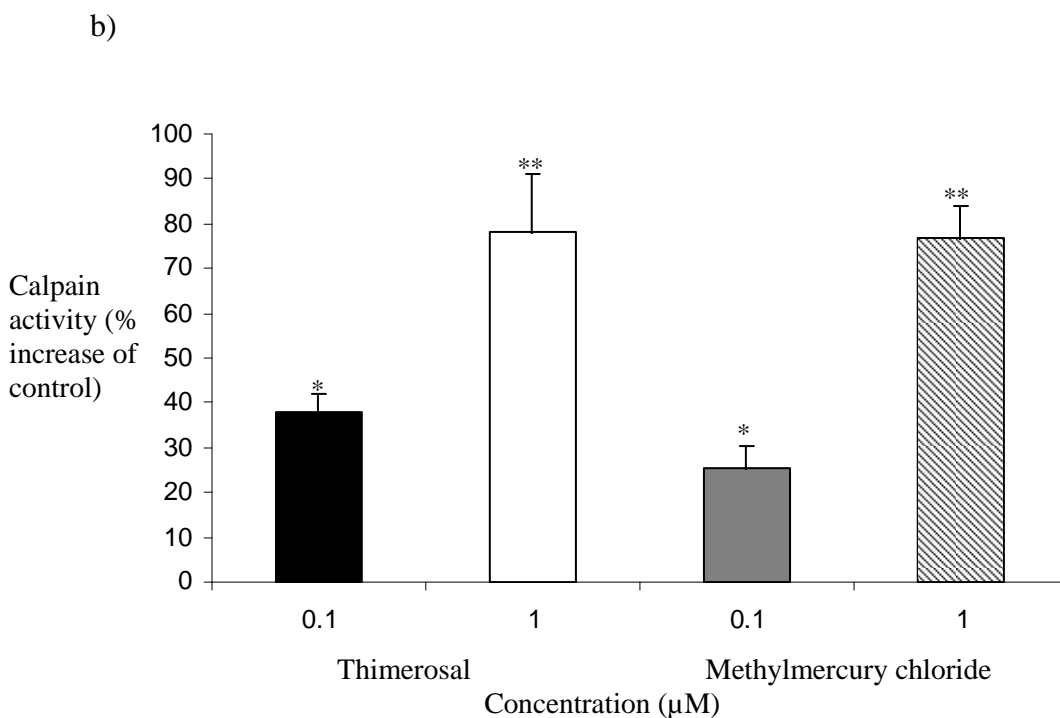 b)
100
90
80
70
60
50
40
30
20
10
0
Calpain
activity (%
increase of
control)
*
**
*
**
0.1 1 0.1 1
Thimerosal Methylmercury chloride
Concentration (µM)